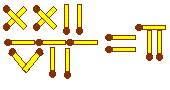 XXII
VII
= π